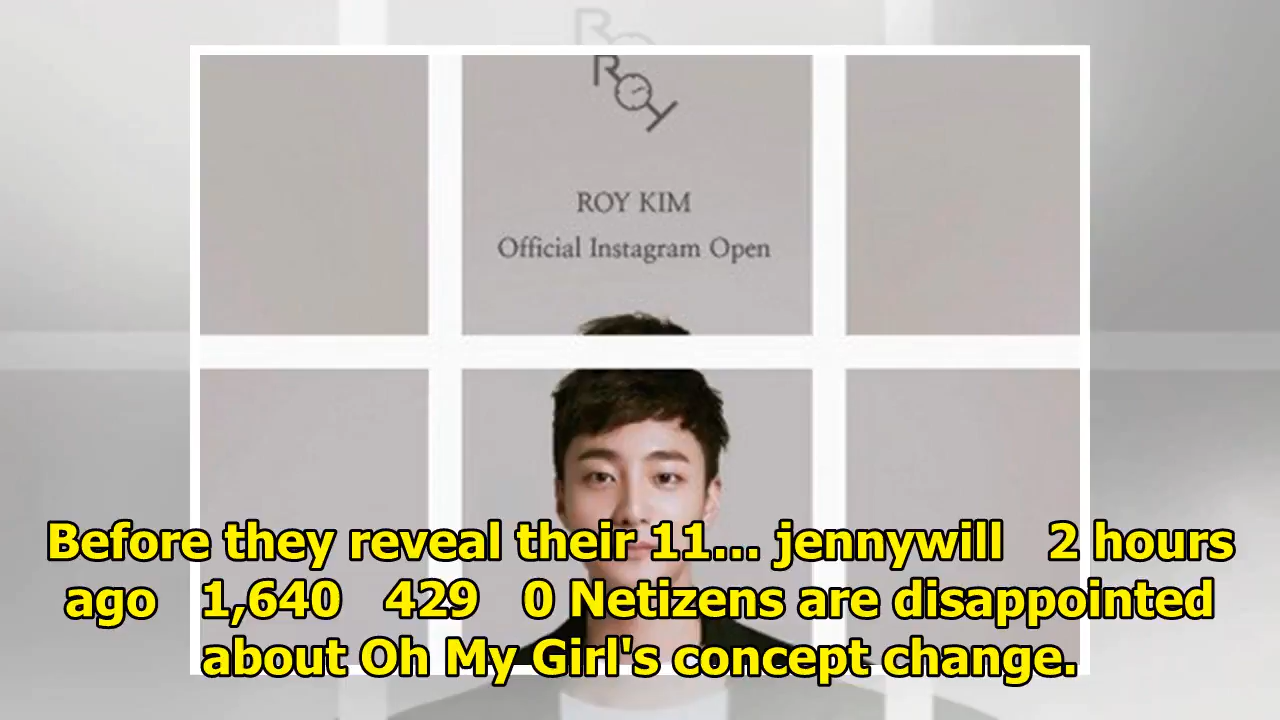 R
ROY
ROY KIM
Official Instagram Open
Before they reveal their 11... jennywill 2 hours
ago 1,640 429 0 Netizens are disappointed
about Oh My Girl's concept change.